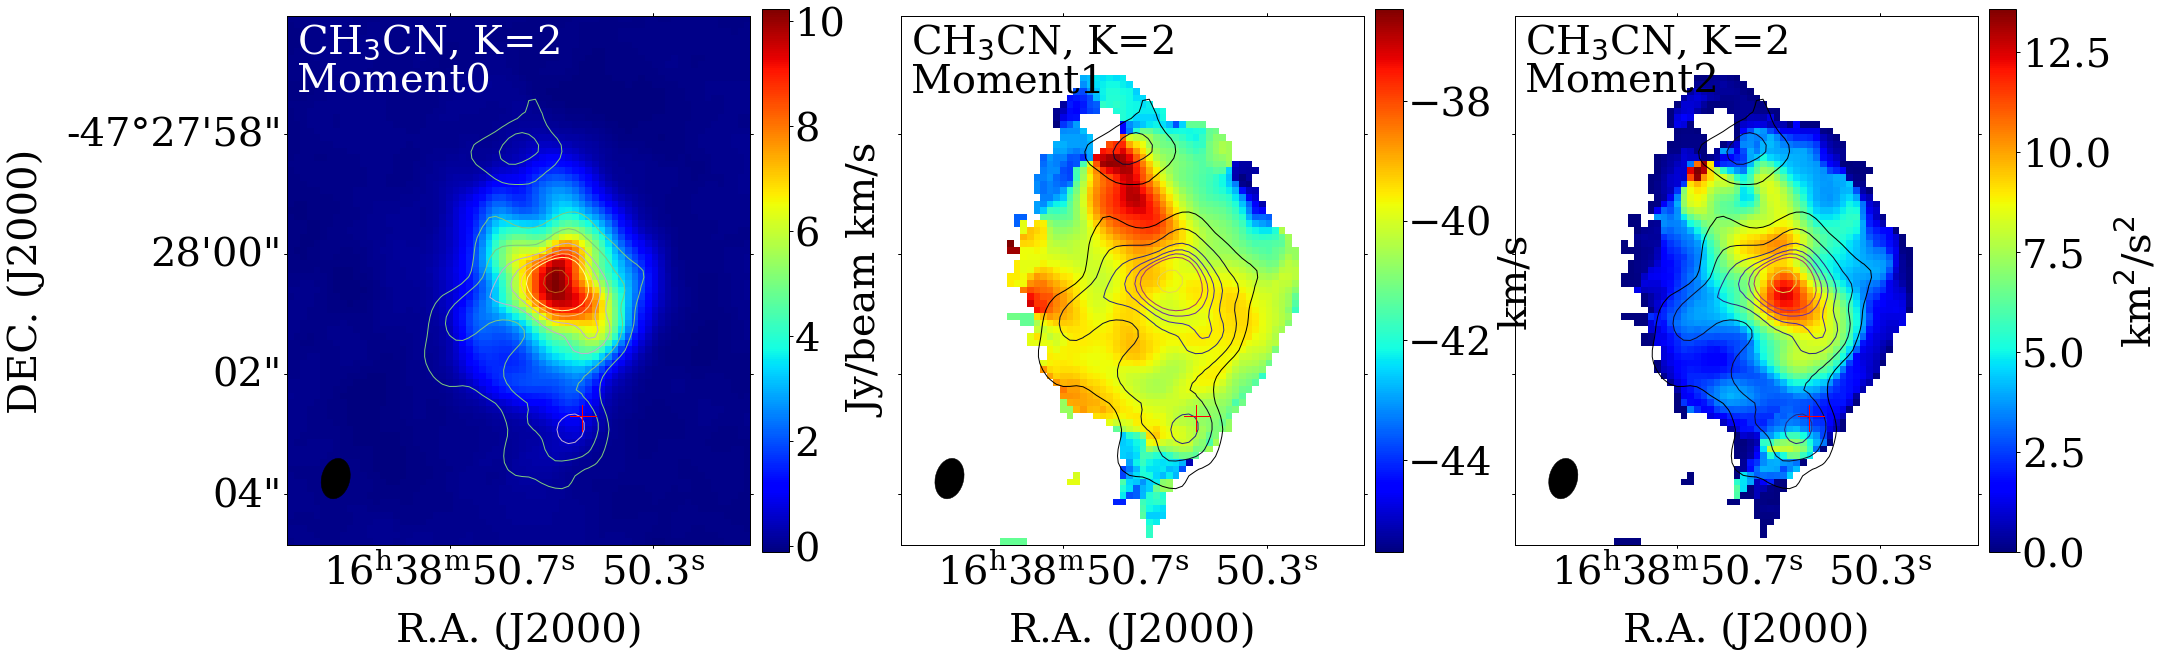 CH₃CN, K=2
Moment0
-47°27'58"
28'00"
02"
04"
DEC. (J2000)
16ʰ38ᵐ50.7ˢ
50.3ˢ
R.A. (J2000)
10
8
6
4
2
0
Jy/beam km/s
CH₃CN, K=2
Moment1
16ʰ38ᵐ50.7ˢ
50.3ˢ
R.A. (J2000)
−38
−40
−42
−44
km/s
CH₃CN, K=2
Moment2
16ʰ38ᵐ50.7ˢ
50.3ˢ
R.A. (J2000)
12.5
10.0
7.5
5.0
2.5
0.0
km²/s²